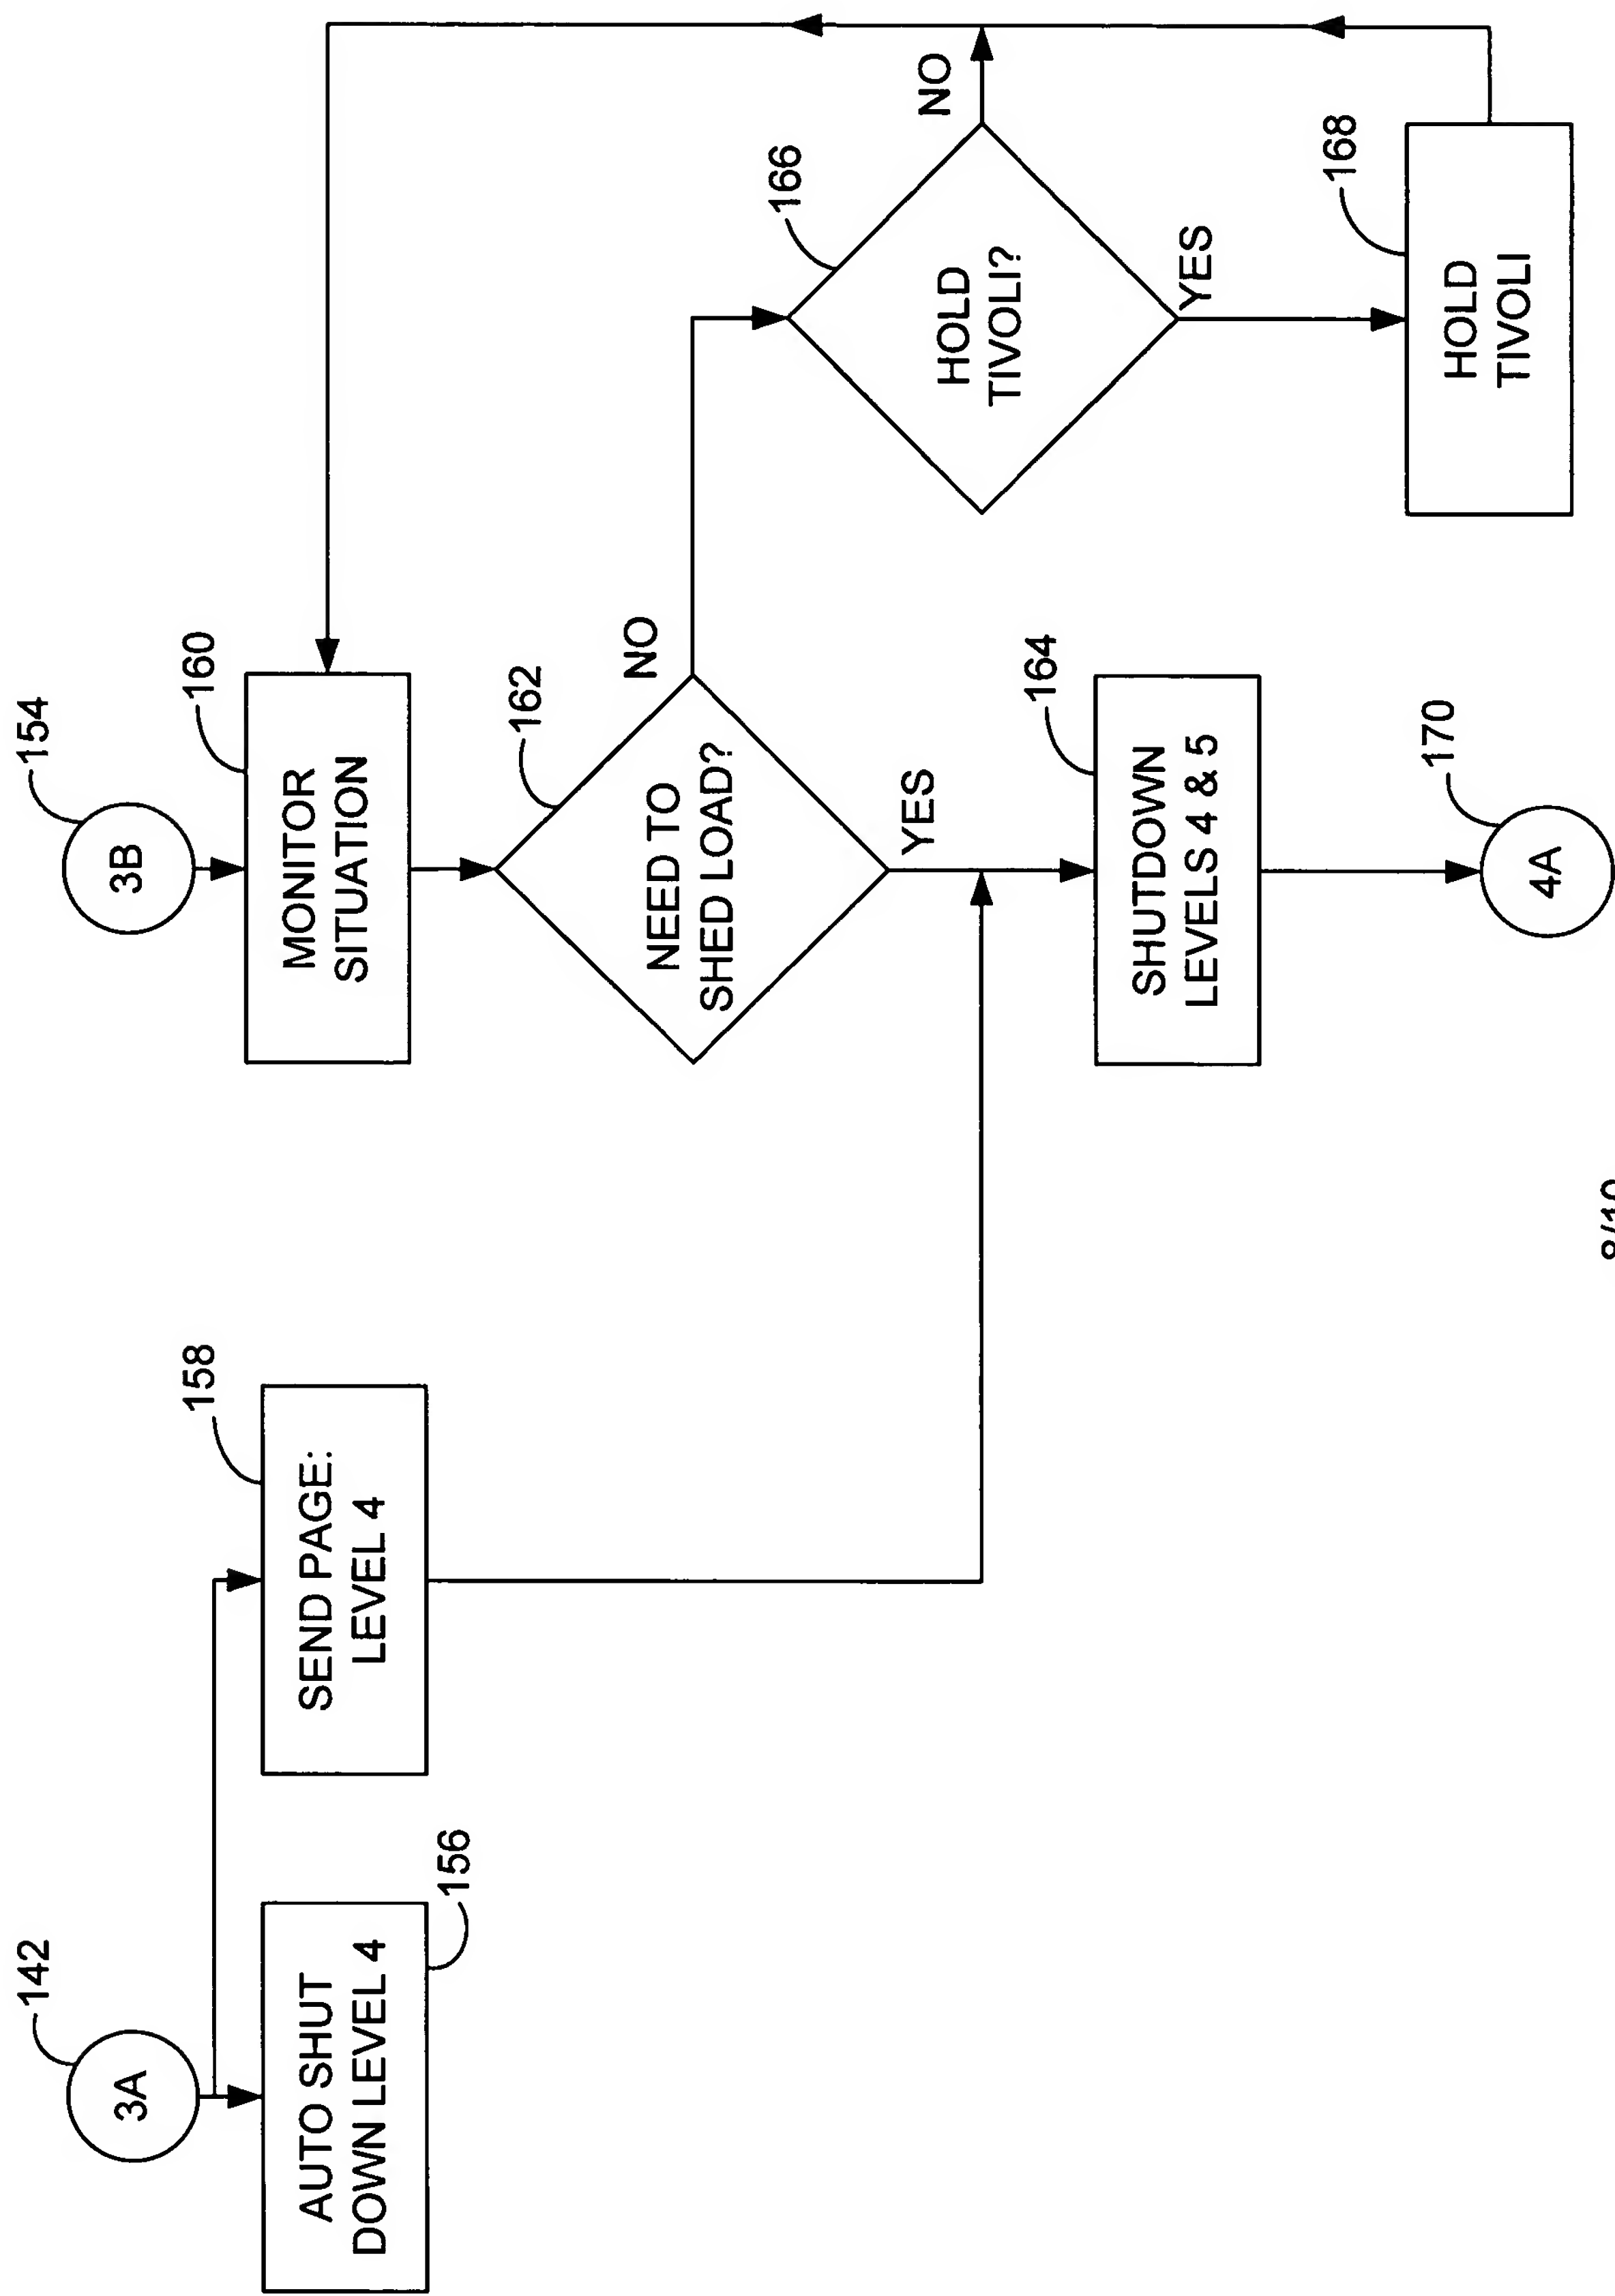 142
3A
AUTO SHUT
DOWN LEVEL 4
156
158
SEND PAGE:
LEVEL 4
154
3B
160
MONITOR
SITUATION
162
NEED TO
SHED LOAD?
NO
YES
166
HOLD
TIVOLI?
NO
YES
168
HOLD
TIVOLI
164
SHUTDOWN
LEVELS 4 & 5
170
4A